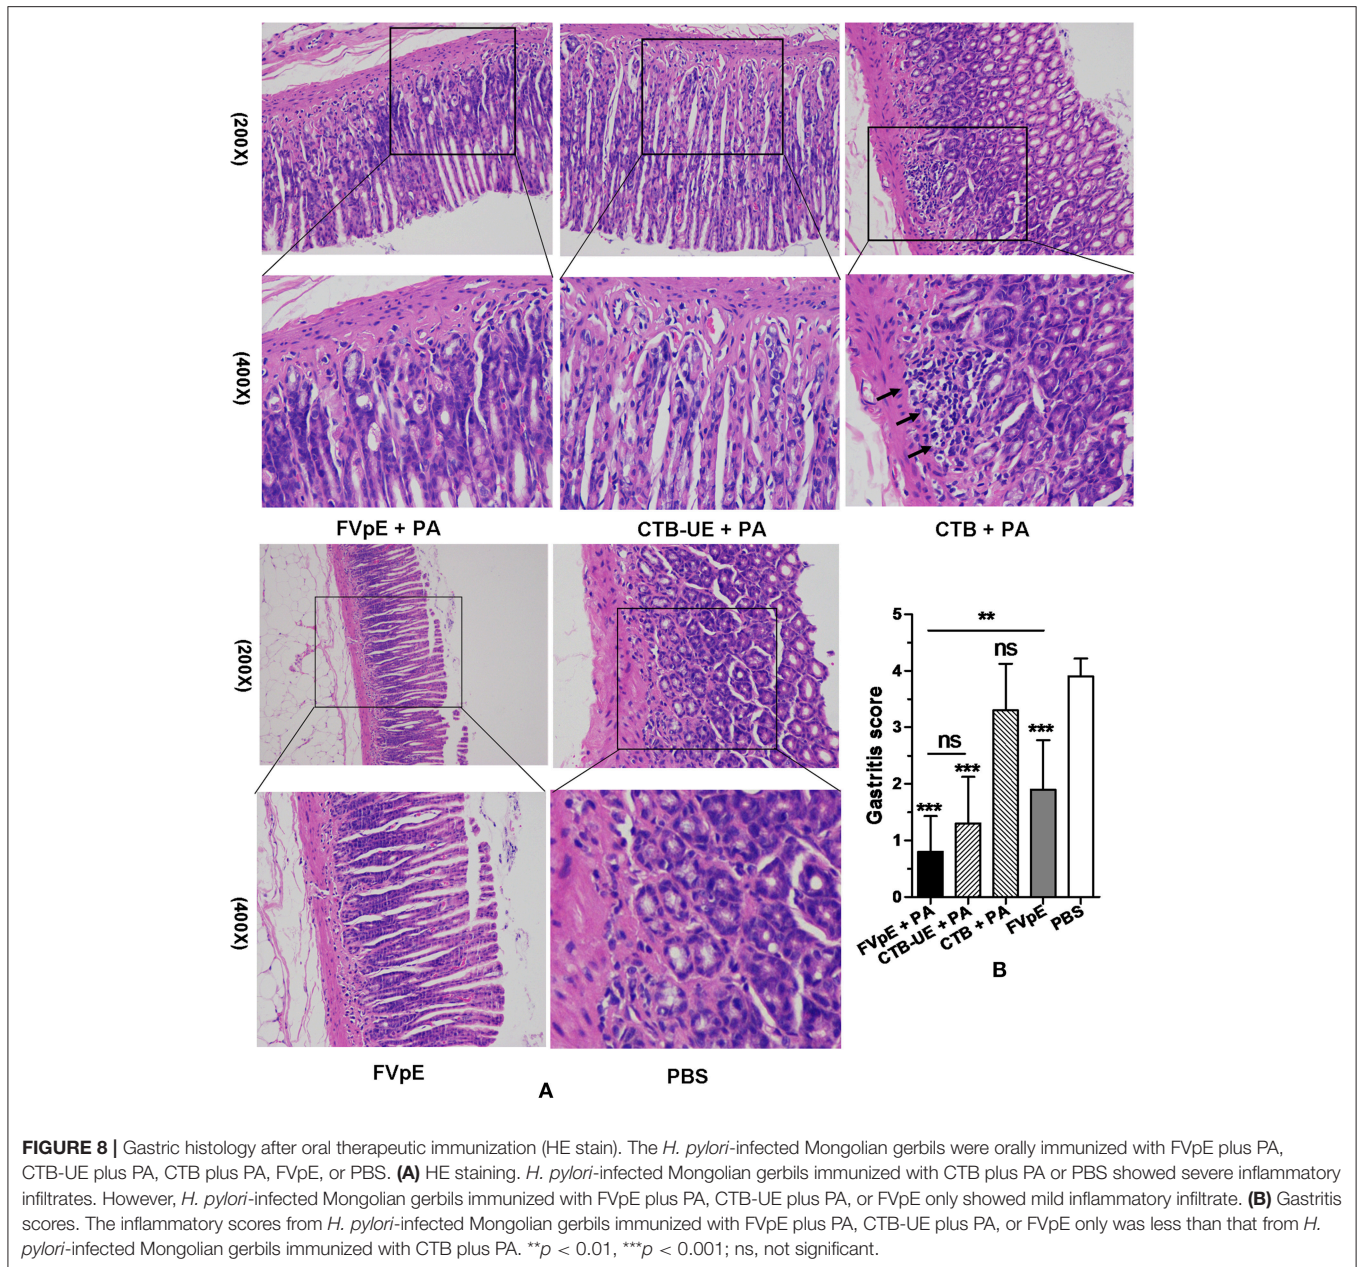 (200X)
(400X)
FVpE + PA
CTB-UE + PA
CTB + PA
(200X)
(400X)
FVpE
PBS
A
Gastritis score
5
4
3
2
1
0
**
ns
***
ns
***
***
FVpE + PA
CTB-UE + PA
CTB + PA
FVpE
PBS
B
FIGURE 8 | Gastric histology after oral therapeutic immunization (HE stain). The H. pylori-infected Mongolian gerbils were orally immunized with FVpE plus PA,
CTB-UE plus PA, CTB plus PA, FVpE, or PBS. (A) HE staining. H. pylori-infected Mongolian gerbils immunized with CTB plus PA or PBS showed severe inflammatory
infiltrates. However, H. pylori-infected Mongolian gerbils immunized with FVpE plus PA, CTB-UE plus PA, or FVpE only showed mild inflammatory infiltrate. (B) Gastritis
scores. The inflammatory scores from H. pylori-infected Mongolian gerbils immunized with FVpE plus PA, CTB-UE plus PA, or FVpE only was less than that from H.
pylori-infected Mongolian gerbils immunized with CTB plus PA. **p < 0.01, ***p < 0.001; ns, not significant.